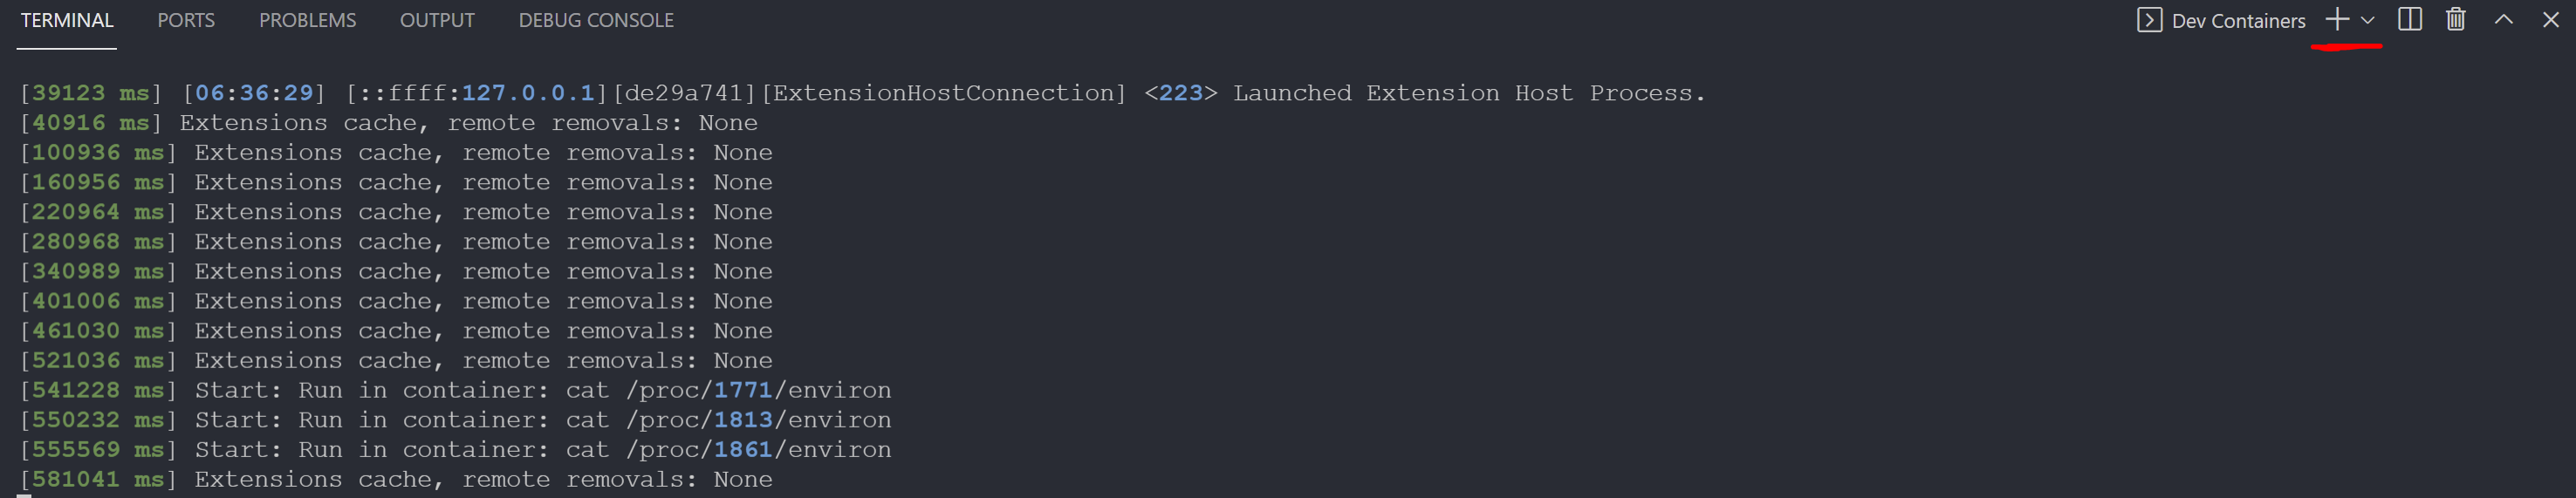 TERMINAL PORTS PROBLEMS OUTPUT DEBUG CONSOLE Dev Containers
[39123 ms] [06:36:29] [::ffff:127.0.0.1][de29a741][ExtensionHostConnection] <223> Launched Extension Host Process.
[40916 ms] Extensions cache, remote removals: None
[100936 ms] Extensions cache, remote removals: None
[160956 ms] Extensions cache, remote removals: None
[220964 ms] Extensions cache, remote removals: None
[280968 ms] Extensions cache, remote removals: None
[340989 ms] Extensions cache, remote removals: None
[401006 ms] Extensions cache, remote removals: None
[461030 ms] Extensions cache, remote removals: None
[521036 ms] Extensions cache, remote removals: None
[541228 ms] Start: Run in container: cat /proc/1771/environ
[550232 ms] Start: Run in container: cat /proc/1813/environ
[555569 ms] Start: Run in container: cat /proc/1861/environ
[581041 ms] Extensions cache, remote removals: None